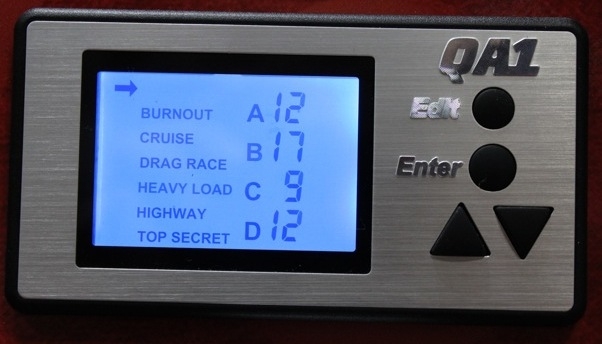 QA1
Edit
Enter
BURNOUT
CRUISE
DRAG RACE
HEAVY LOAD
HIGHWAY
TOP SECRET
A 12
B 17
C 9
D 12